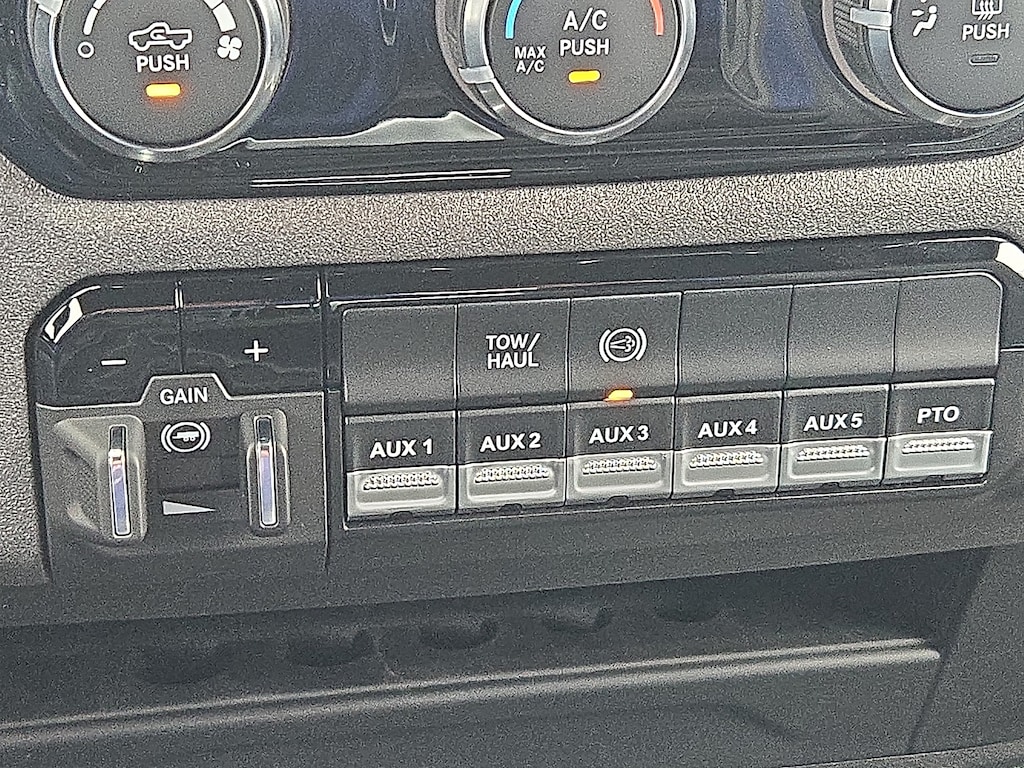 PUSH
A/C
PUSH
MAX
A/C
PUSH
− +
GAIN
TOW/
HAUL
AUX 1 AUX 2 AUX 3 AUX 4 AUX 5 PTO